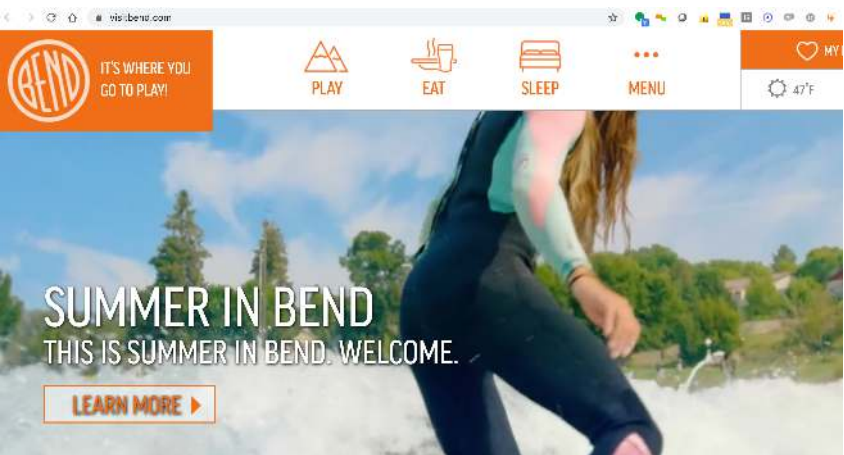 visitbend.com
BEND
IT'S WHERE YOU
GO TO PLAY!
PLAY
EAT
SLEEP
MENU
MY
47°F
SUMMER IN BEND
THIS IS SUMMER IN BEND. WELCOME.
LEARN MORE